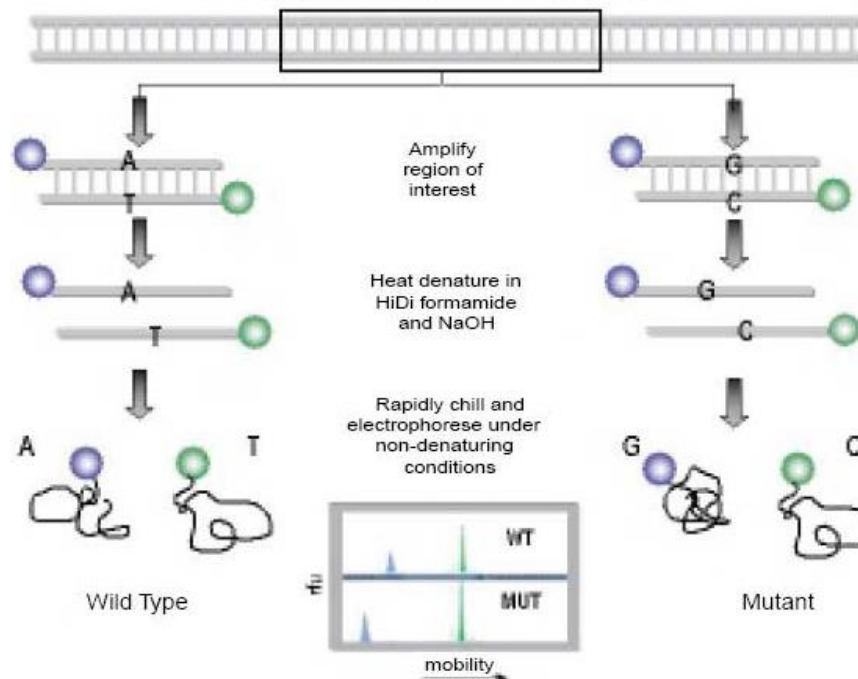 A
G
Amplify
region of
interest
T
C
Heat denature in
HiDi formamide
and NaOH
A
G
T
C
Rapidly chill and
electrophorese under
non-denaturing
conditions
A
T
G
C
WT
MUT
rfu
mobility
Wild Type
Mutant